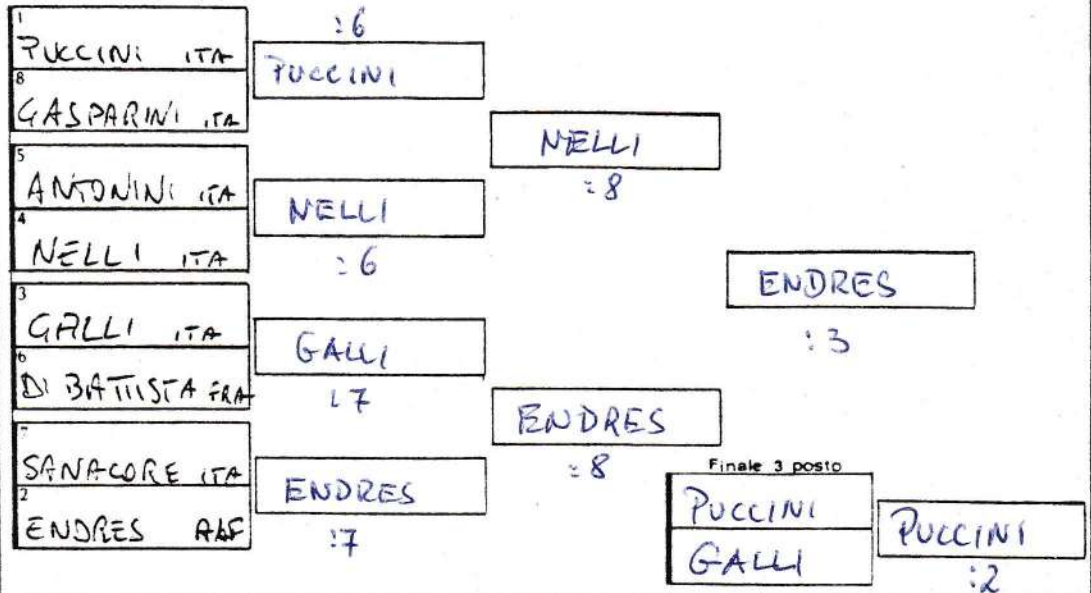 1
PUCCINI ITA
8
GASPARINI ITA
5
ANTONINI ITA
4
NELLI ITA
3
GALLI ITA
6
DI BATTISTA FRA
7
SANACORE ITA
2
ENDRES
:6
PUCCINI
NELLI
:6
GALLI
:7
ENDRES
:7
NELLI
:8
ENDRES
:8
ENDRES
:3
Finale 3 posto
PUCCINI
GALLI
PUCCINI
:2